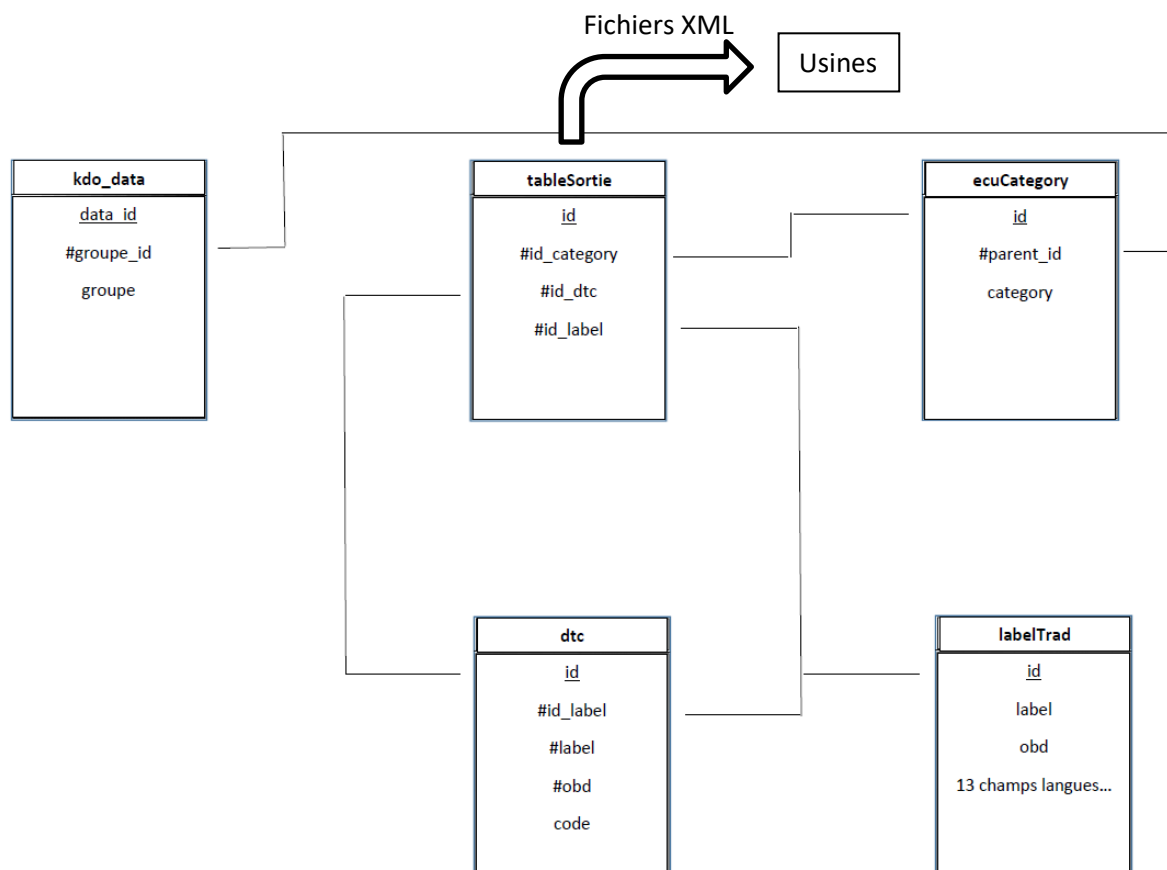 Fichiers XML
Usines
kdo_data
data_id
#groupe_id
groupe
tableSortie
id
#id_category
#id_dtc
#id_label
ecuCategory
id
#parent_id
category
dtc
id
#id_label
#label
#obd
code
labelTrad
id
label
obd
13 champs langues...